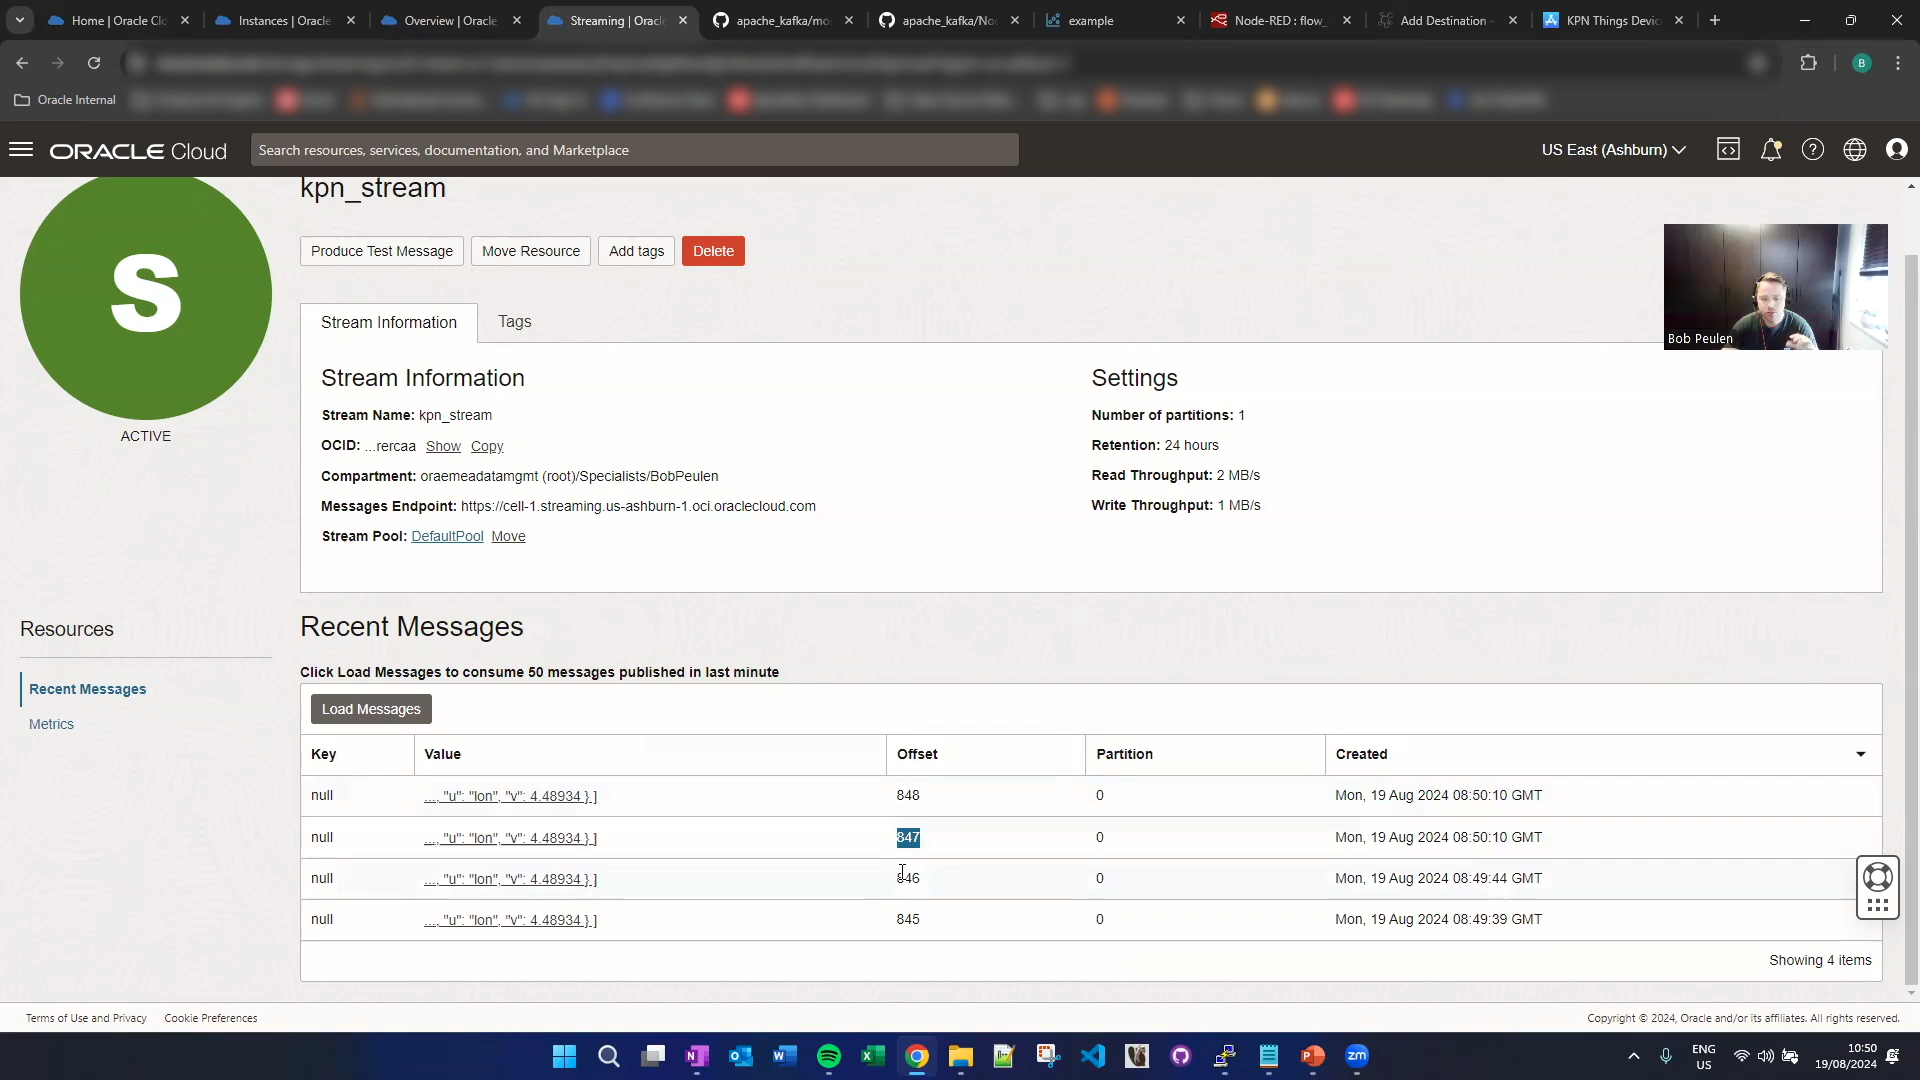 Home | Oracle Clo
Instances | Oracle
Overview | Oracle
Streaming | Oracle
apache_kafka/mo
apache_kafka/No
example
Node-RED : flow_
Add Destination -
KPN Things Devic
B
Oracle Internal
ORACLE Cloud
Search resources, services, documentation, and Marketplace
US East (Ashburn)
kpn_stream
S
ACTIVE
Produce Test Message
Move Resource
Add tags
Delete
Bob Peulen
Stream Information
Tags
Stream Information
Settings
Stream Name: kpn_stream
Number of partitions: 1
OCID: ...rercaa Show Copy
Retention: 24 hours
Compartment: oraemeadatamgmt (root)/Specialists/BobPeulen
Read Throughput: 2 MB/s
Messages Endpoint: https://cell-1.streaming.us-ashburn-1.oci.oraclecloud.com
Write Throughput: 1 MB/s
Stream Pool: DefaultPool Move
Resources
Recent Messages
Metrics
Recent Messages
Click Load Messages to consume 50 messages published in last minute
Load Messages
Key Value Offset Partition Created
null ..., "u": "lon", "v": 4.48934 } ] 848 0 Mon, 19 Aug 2024 08:50:10 GMT
null ..., "u": "lon", "v": 4.48934 } ] 847 0 Mon, 19 Aug 2024 08:50:10 GMT
null ..., "u": "lon", "v": 4.48934 } ] 846 0 Mon, 19 Aug 2024 08:49:44 GMT
null ..., "u": "lon", "v": 4.48934 } ] 845 0 Mon, 19 Aug 2024 08:49:39 GMT
Showing 4 items
Terms of Use and Privacy
Cookie Preferences
Copyright © 2024, Oracle and/or its affiliates. All rights reserved.
ENG
US
10:50
19/08/2024